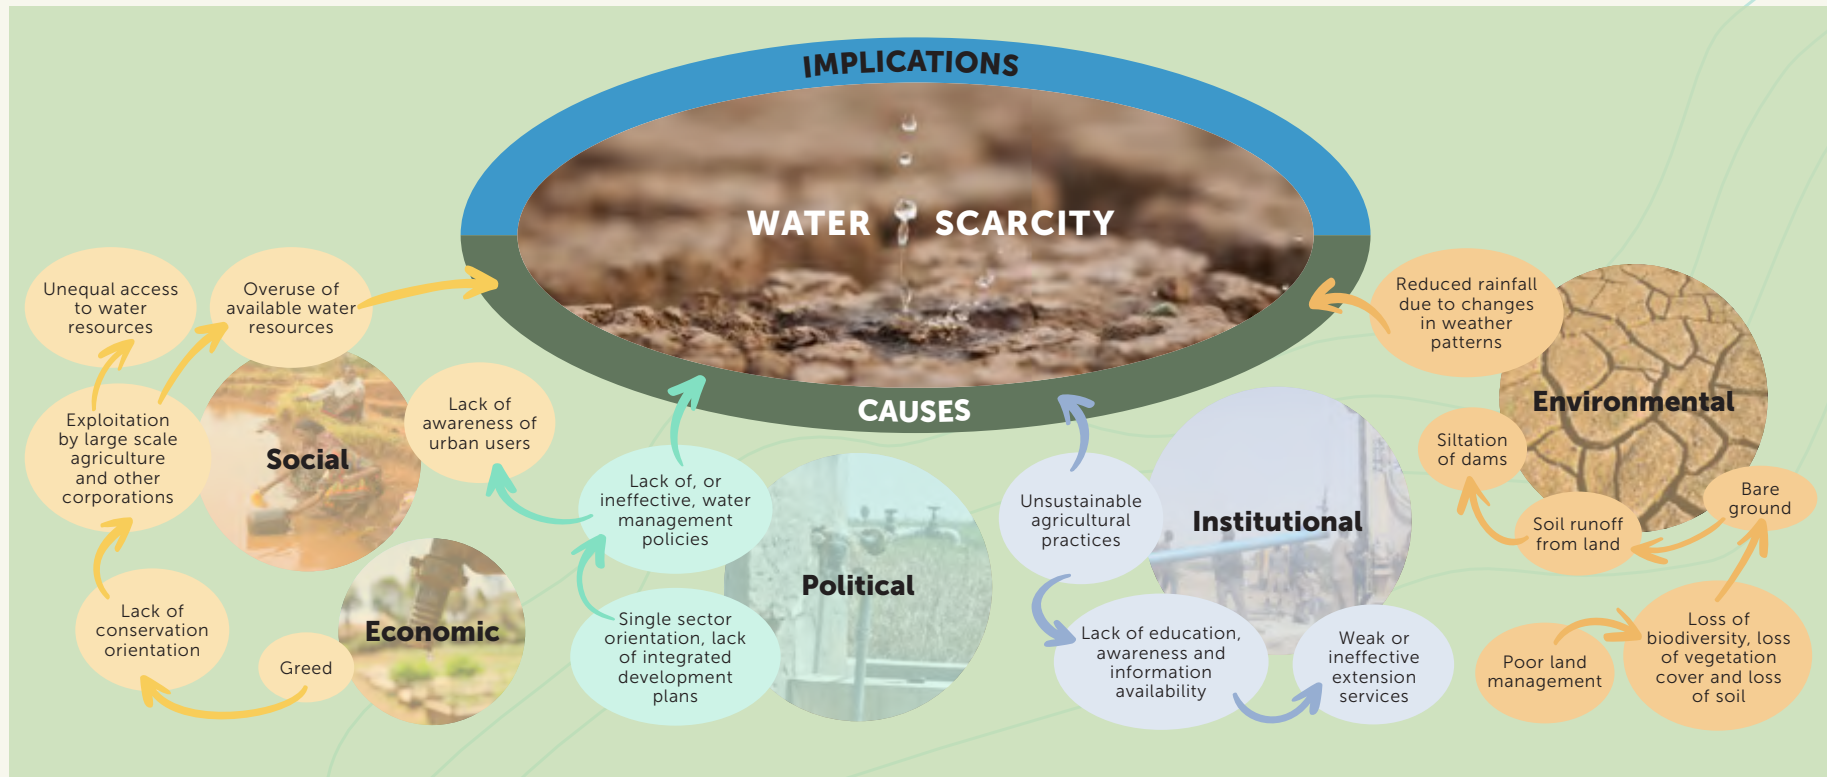 IMPLICATIONS
WATER SCARCITY
CAUSES
Unequal access
to water
resources
Overuse of
available water
resources
Exploitation
by large scale
agriculture
and other
corporations
Social
Lack of
awareness of
urban users
Lack of
conservation
orientation
Greed
Economic
Lack of, or
ineffective, water
management
policies
Single sector
orientation, lack
of integrated
development
plans
Political
Unsustainable
agricultural
practices
Institutional
Lack of education,
awareness and
information
availability
Weak or
ineffective
extension
services
Reduced rainfall
due to changes
in weather
patterns
Environmental
Siltation
of dams
Soil runoff
from land
Bare
ground
Poor land
management
Loss of
biodiversity, loss
of vegetation
cover and loss
of soil